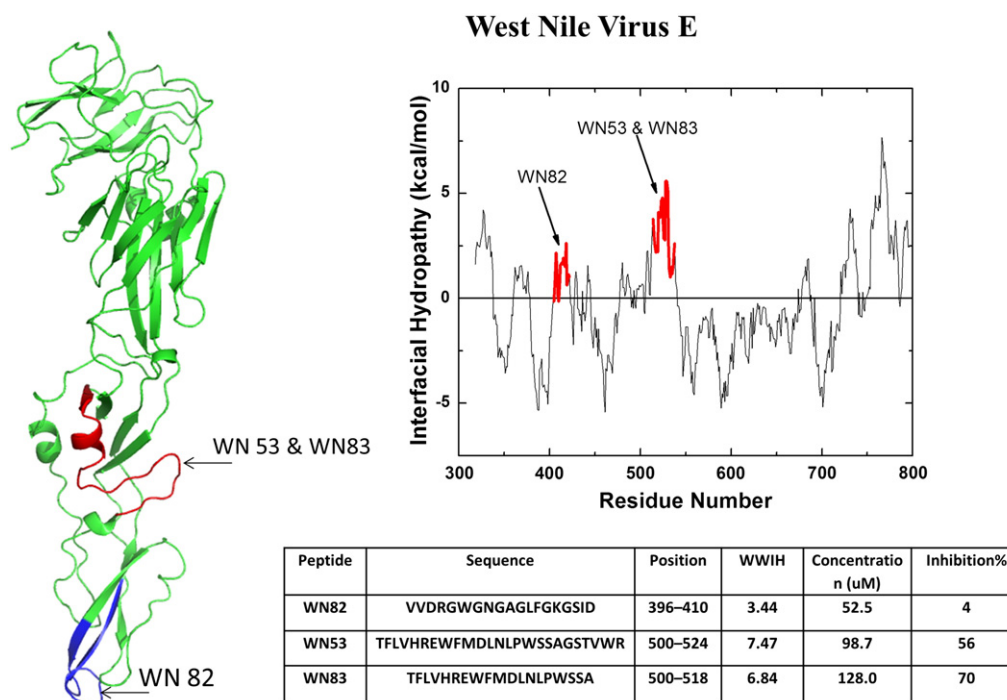 West Nile Virus E
WN82
WN53 & WN83
Interfacial Hydropathy (kcal/mol)
10
5
0
-5
300 400 500 600 700 800
Residue Number
WN 53 & WN83
WN 82
Peptide Sequence Position WWIH Concentratio Inhibition%
n (uM)
WN82 VVDRGWGNGAGLFGKGSID 396–410 3.44 52.5 4
WN53 TFLVHREWFMDLNLPWSSAGSTVWR 500–524 7.47 98.7 56
WN83 TFLVHREWFMDLNLPWSSA 500–518 6.84 128.0 70